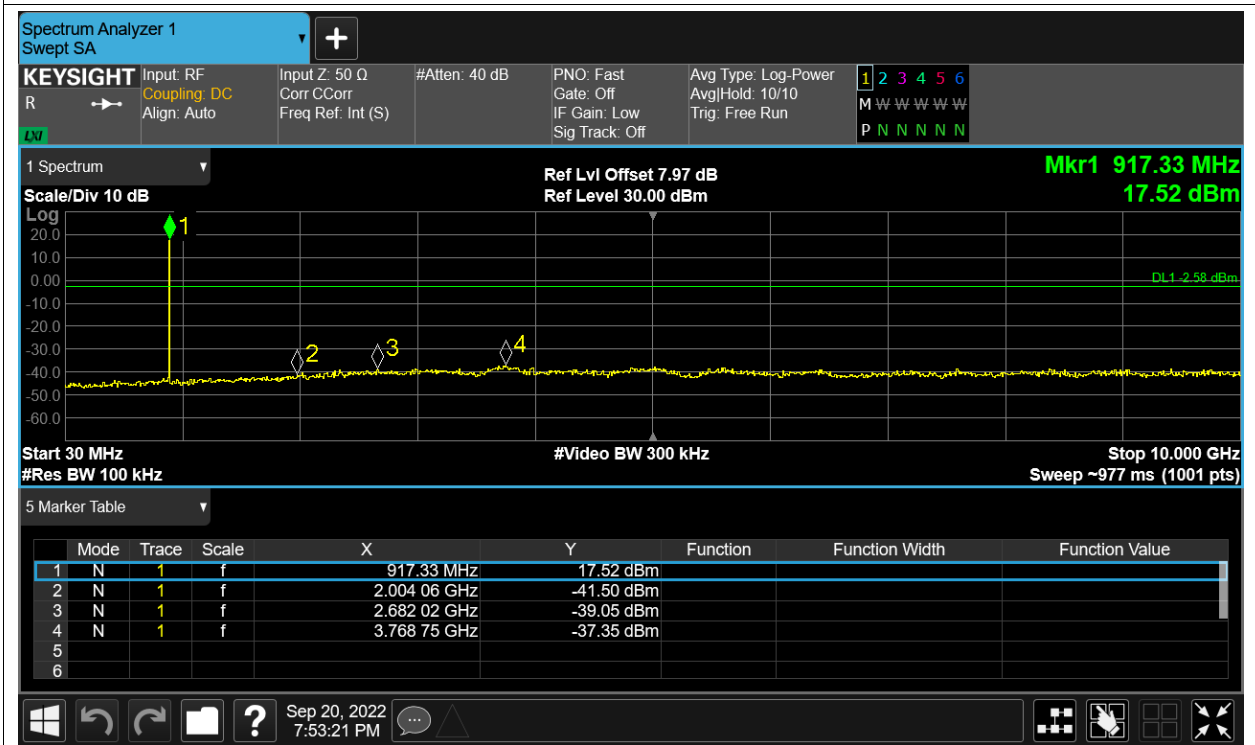 Spectrum Analyzer 1
Swept SA
+
KEYSIGHT Input: RF Input Z: 50 Ω #Atten: 40 dB PNO: Fast Avg Type: Log-Power 1 2 3 4 5 6
R Coupling: DC Corr CCorr Gate: Off Avg|Hold: 10/10 M W W W W W
Align: Auto Freq Ref: Int (S) IF Gain: Low Trig: Free Run
LXI Sig Track: Off P N N N N N
1 Spectrum Ref Lvl Offset 7.97 dB Mkr1 917.33 MHz
Scale/Div 10 dB Ref Level 30.00 dBm 17.52 dBm
Log
1
20.0
10.0
0.00 DL1 -2.58 dBm
-10.0
-20.0
-30.0 2 3 4
-40.0
-50.0
-60.0
Start 30 MHz #Video BW 300 kHz Stop 10.000 GHz
#Res BW 100 kHz Sweep ~977 ms (1001 pts)
5 Marker Table
Mode Trace Scale X Y Function Function Width Function Value
1 N 1 f 917.33 MHz 17.52 dBm
2 N 1 f 2.004 06 GHz -41.50 dBm
3 N 1 f 2.682 02 GHz -39.05 dBm
4 N 1 f 3.768 75 GHz -37.35 dBm
5
6
? Sep 20, 2022
7:53:21 PM